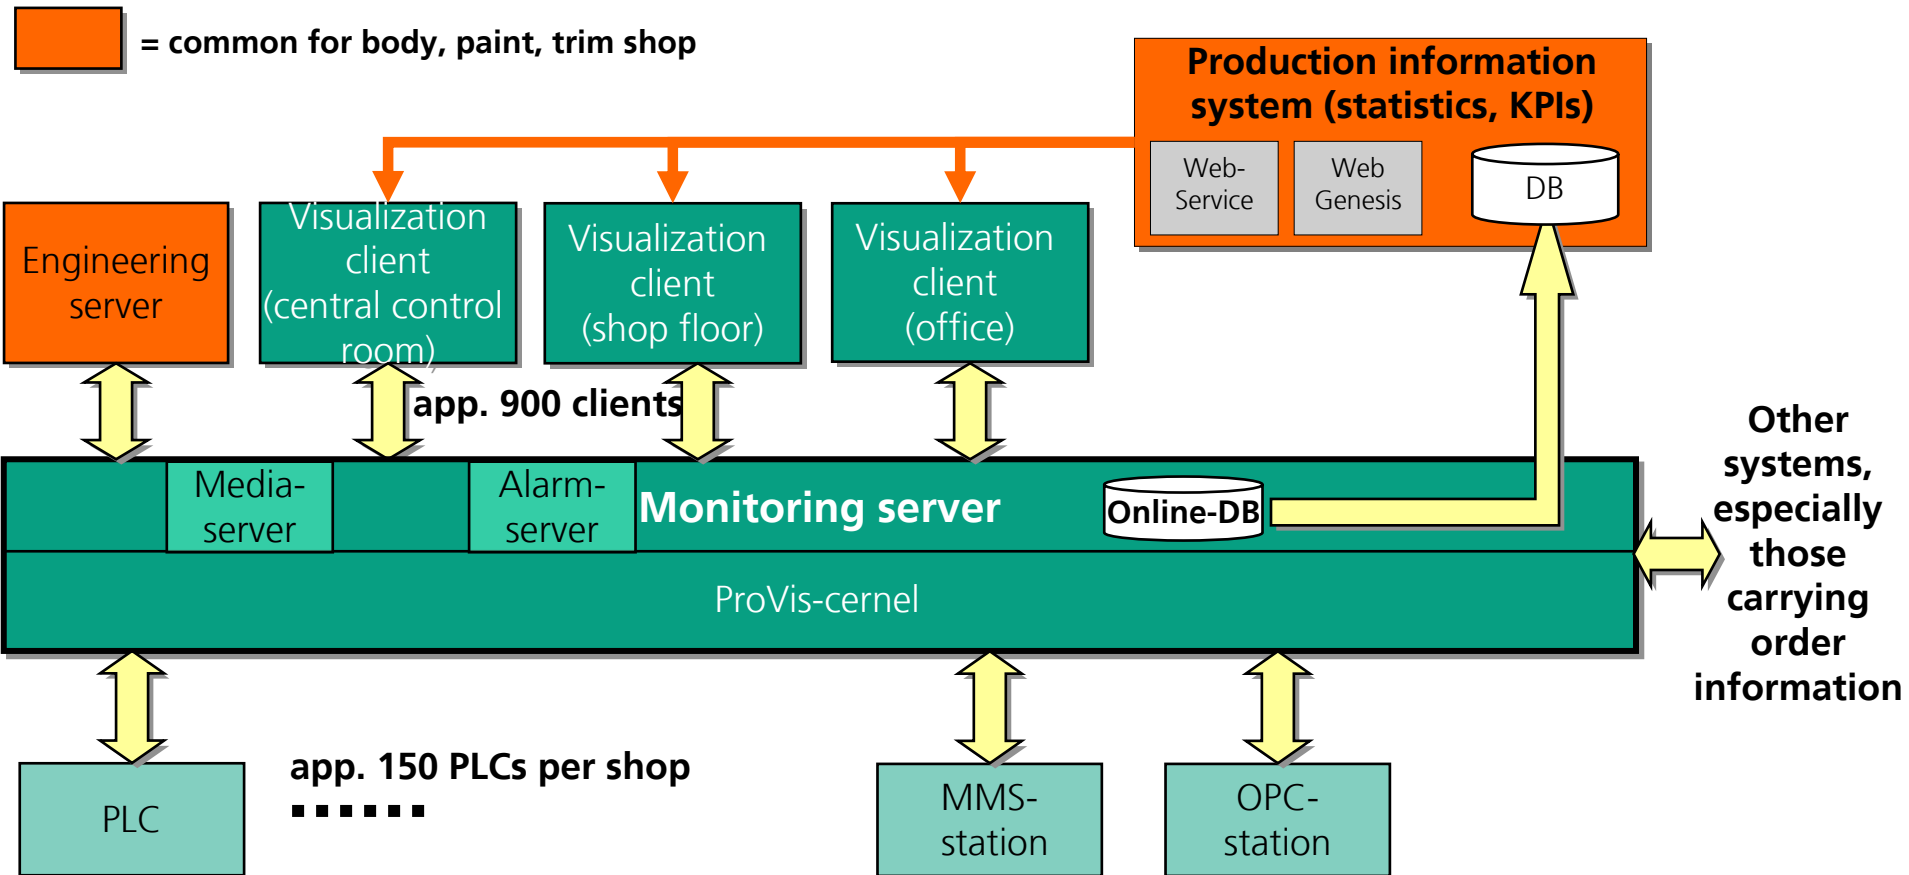 = common for body, paint, trim shop
Production information
system (statistics, KPIs)
Web-
Service
Web
Genesis
DB
Engineering
server
Visualization
client
(central control
room)
Visualization
client
(shop floor)
Visualization
client
(office)
app. 900 clients
Media-
server
Alarm-
server
Monitoring server
Online-DB
ProVis-cernel
Other
systems,
especially
those
carrying
order
information
app. 150 PLCs per shop
PLC
MMS-
station
OPC-
station